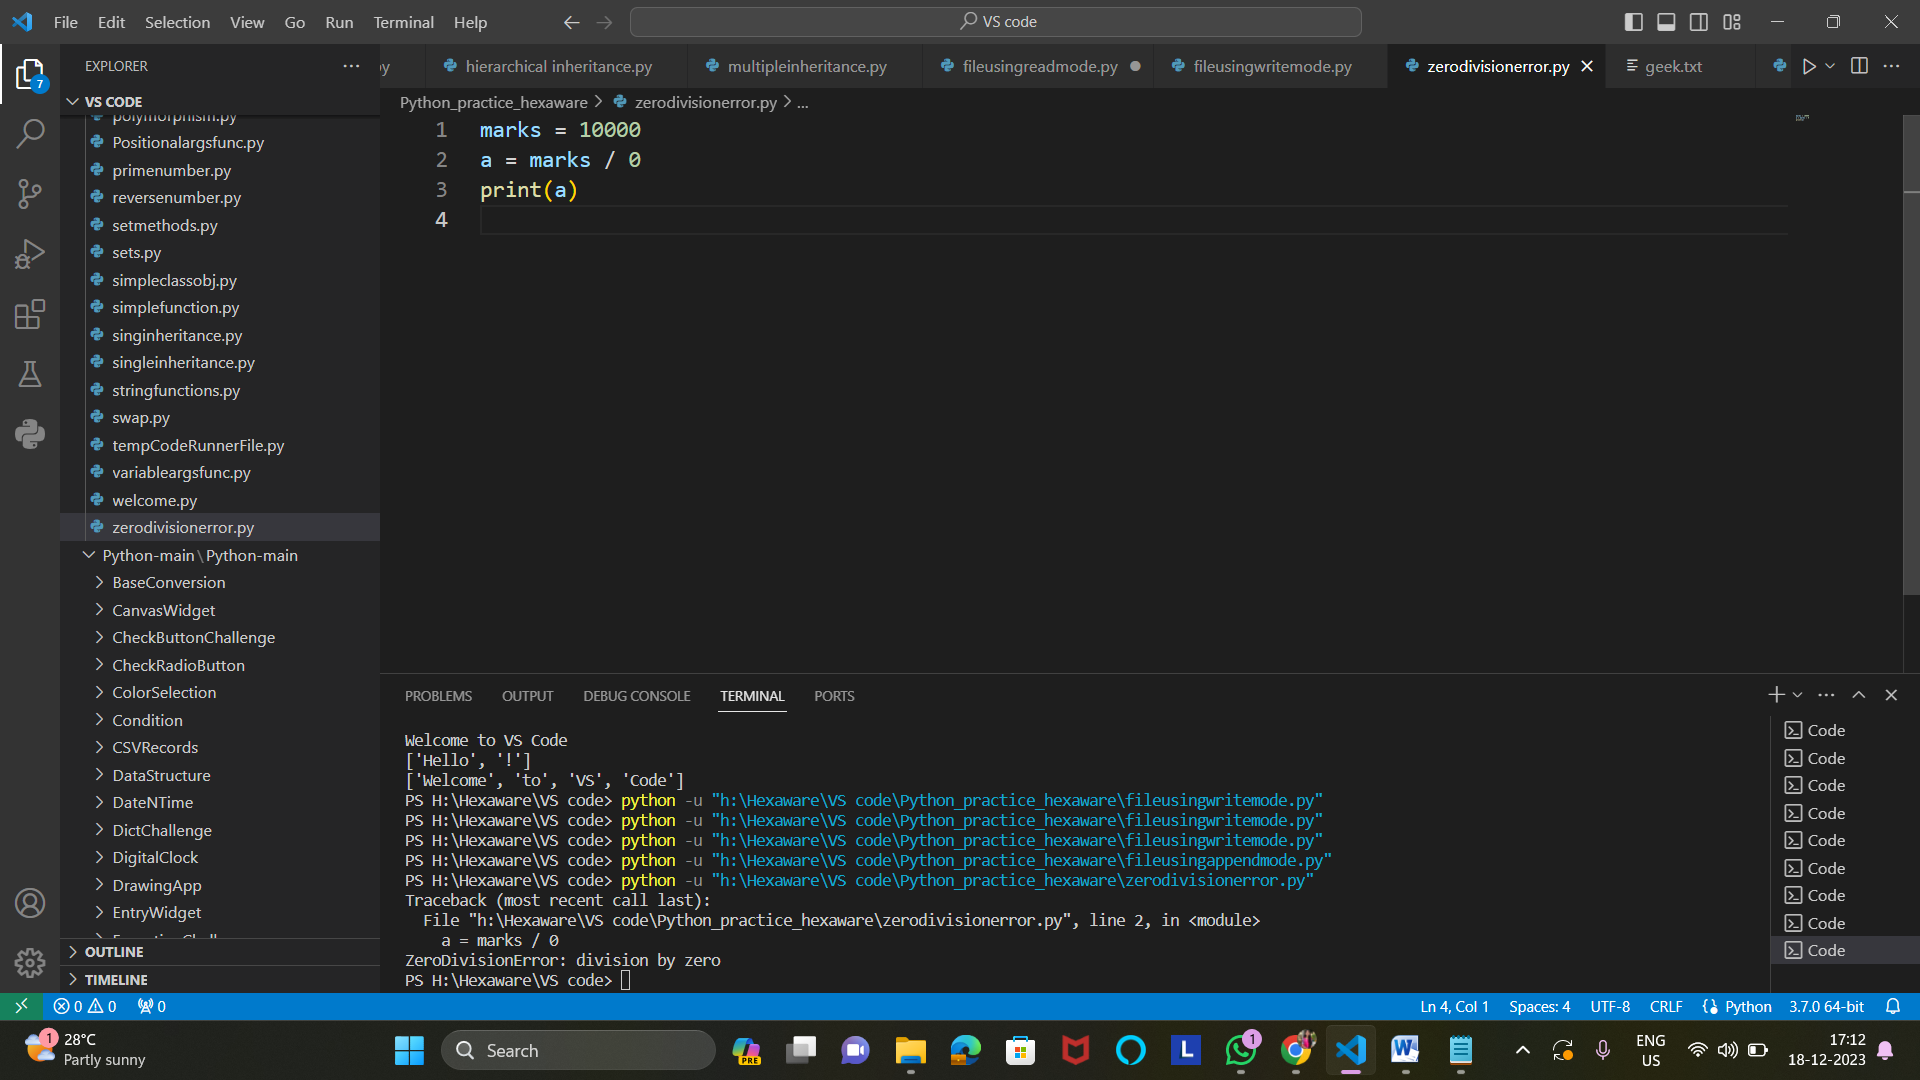 File Edit Selection View Go Run Terminal Help
VS code
EXPLORER
VS CODE
polymorphism.py
Positionalargsfunc.py
primenumber.py
reversenumber.py
setmethods.py
sets.py
simpleclassobj.py
simplefunction.py
singinheritance.py
singleinheritance.py
stringfunctions.py
swap.py
tempCodeRunnerFile.py
variableargsfunc.py
welcome.py
zerodivisionerror.py
Python-main\Python-main
BaseConversion
CanvasWidget
CheckButtonChallenge
CheckRadioButton
ColorSelection
Condition
CSVRecords
DataStructure
DateNTime
DictChallenge
DigitalClock
DrawingApp
EntryWidget
OUTLINE
TIMELINE
7
y hierarchical inheritance.py multipleinheritance.py fileusingreadmode.py fileusingwritemode.py zerodivisionerror.py geek.txt
Python_practice_hexaware > zerodivisionerror.py > ...
1 marks = 10000
2 a = marks / 0
3 print(a)
4
PROBLEMS OUTPUT DEBUG CONSOLE TERMINAL PORTS
Welcome to VS Code
['Hello', '!']
['Welcome', 'to', 'VS', 'Code']
PS H:\Hexaware\VS code> python -u "h:\Hexaware\VS code\Python_practice_hexaware\fileusingwritemode.py"
PS H:\Hexaware\VS code> python -u "h:\Hexaware\VS code\Python_practice_hexaware\fileusingwritemode.py"
PS H:\Hexaware\VS code> python -u "h:\Hexaware\VS code\Python_practice_hexaware\fileusingwritemode.py
PS H:\Hexaware\VS code> python -u "h:\Hexaware\VS code\Python_practice_hexaware\fileusingappendmode.py"
PS H:\Hexaware\VS code> python -u "h:\Hexaware\VS code\Python_practice_hexaware\zerodivisionerror.py"
Traceback (most recent call last):
File "h:\Hexaware\VS code\Python_practice_hexaware\zerodivisionerror.py", line 2, in <module>
a = marks / 0
ZeroDivisionError: division by zero
PS H:\Hexaware\VS code>
Code
Code
Code
Code
Code
Code
Code
Code
Code
0 0 0 Ln 4, Col 1 Spaces: 4 UTF-8 CRLF Python 3.7.0 64-bit
1
28°C
Partly sunny
Search
PRE
L
1
W
ENG
US
17:12
18-12-2023